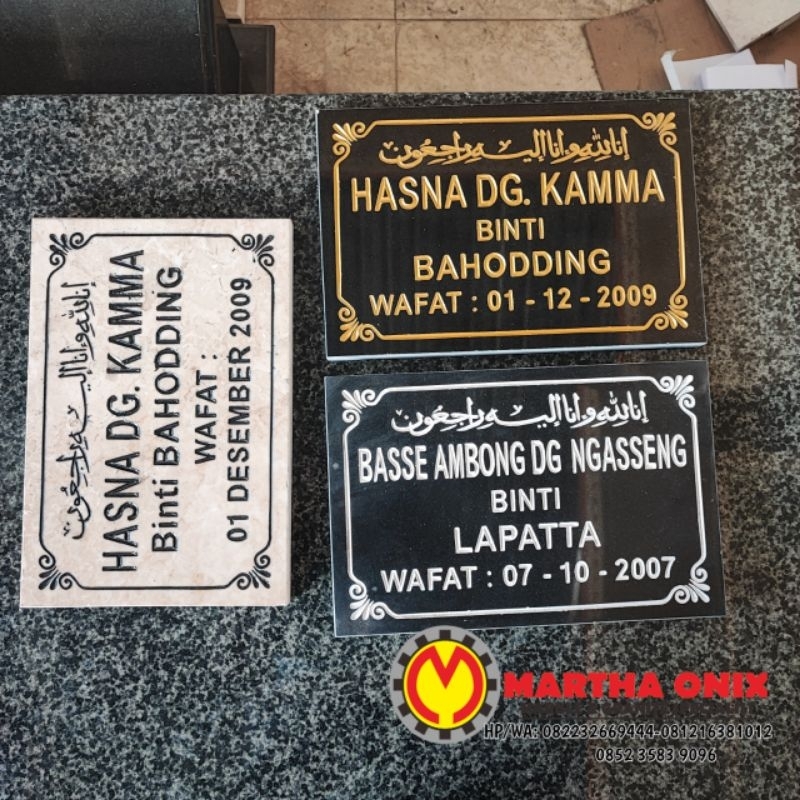 إنا لله وإنا إليه راجعون
HASNA DG. KAMMA
Binti BAHODDING
WAFAT :
01 DESEMBER 2009
إنا لله وإنا إليه راجعون
HASNA DG. KAMMA
BINTI
BAHODDING
WAFAT : 01 - 12 - 2009
إنا لله وإنا إليه راجعون
BASSE AMBONG DG NGASSENG
BINTI
LAPATTA
WAFAT : 07 - 10 - 2007
MARTHA ONIX
HP/WA: 082232669444-081216381012
0852 3583 9096